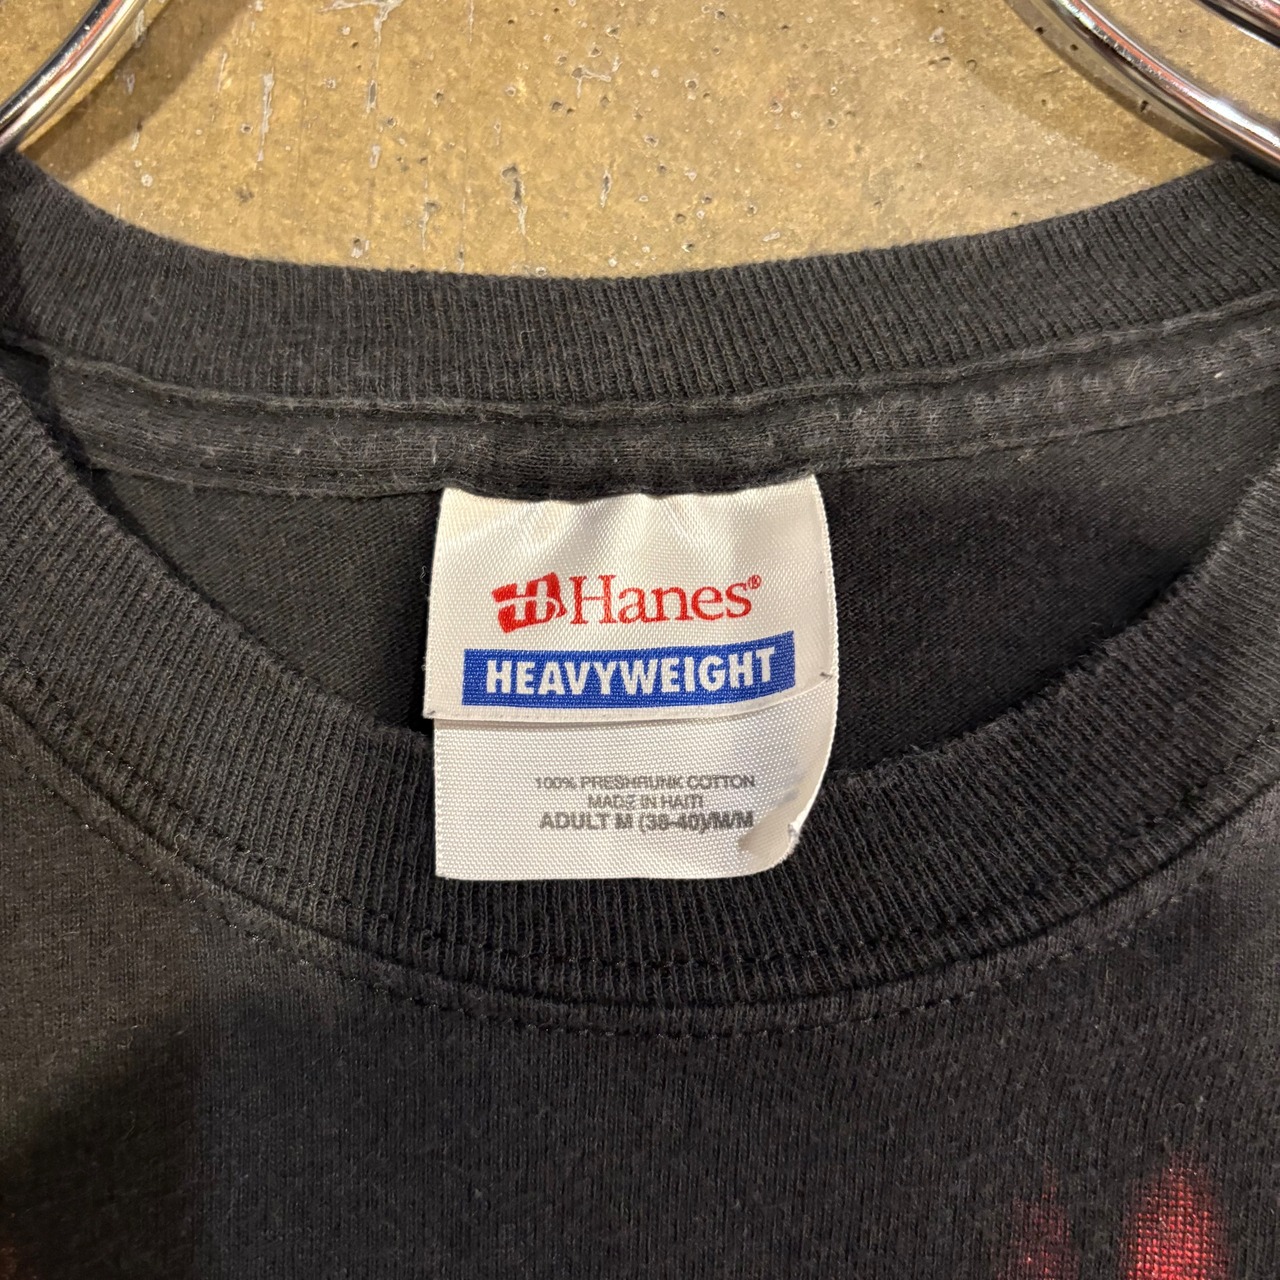 Hanes®
HEAVYWEIGHT
100% PRESHRUNK COTTON
MADE IN HAITI
ADULT M (38-40)/M/M